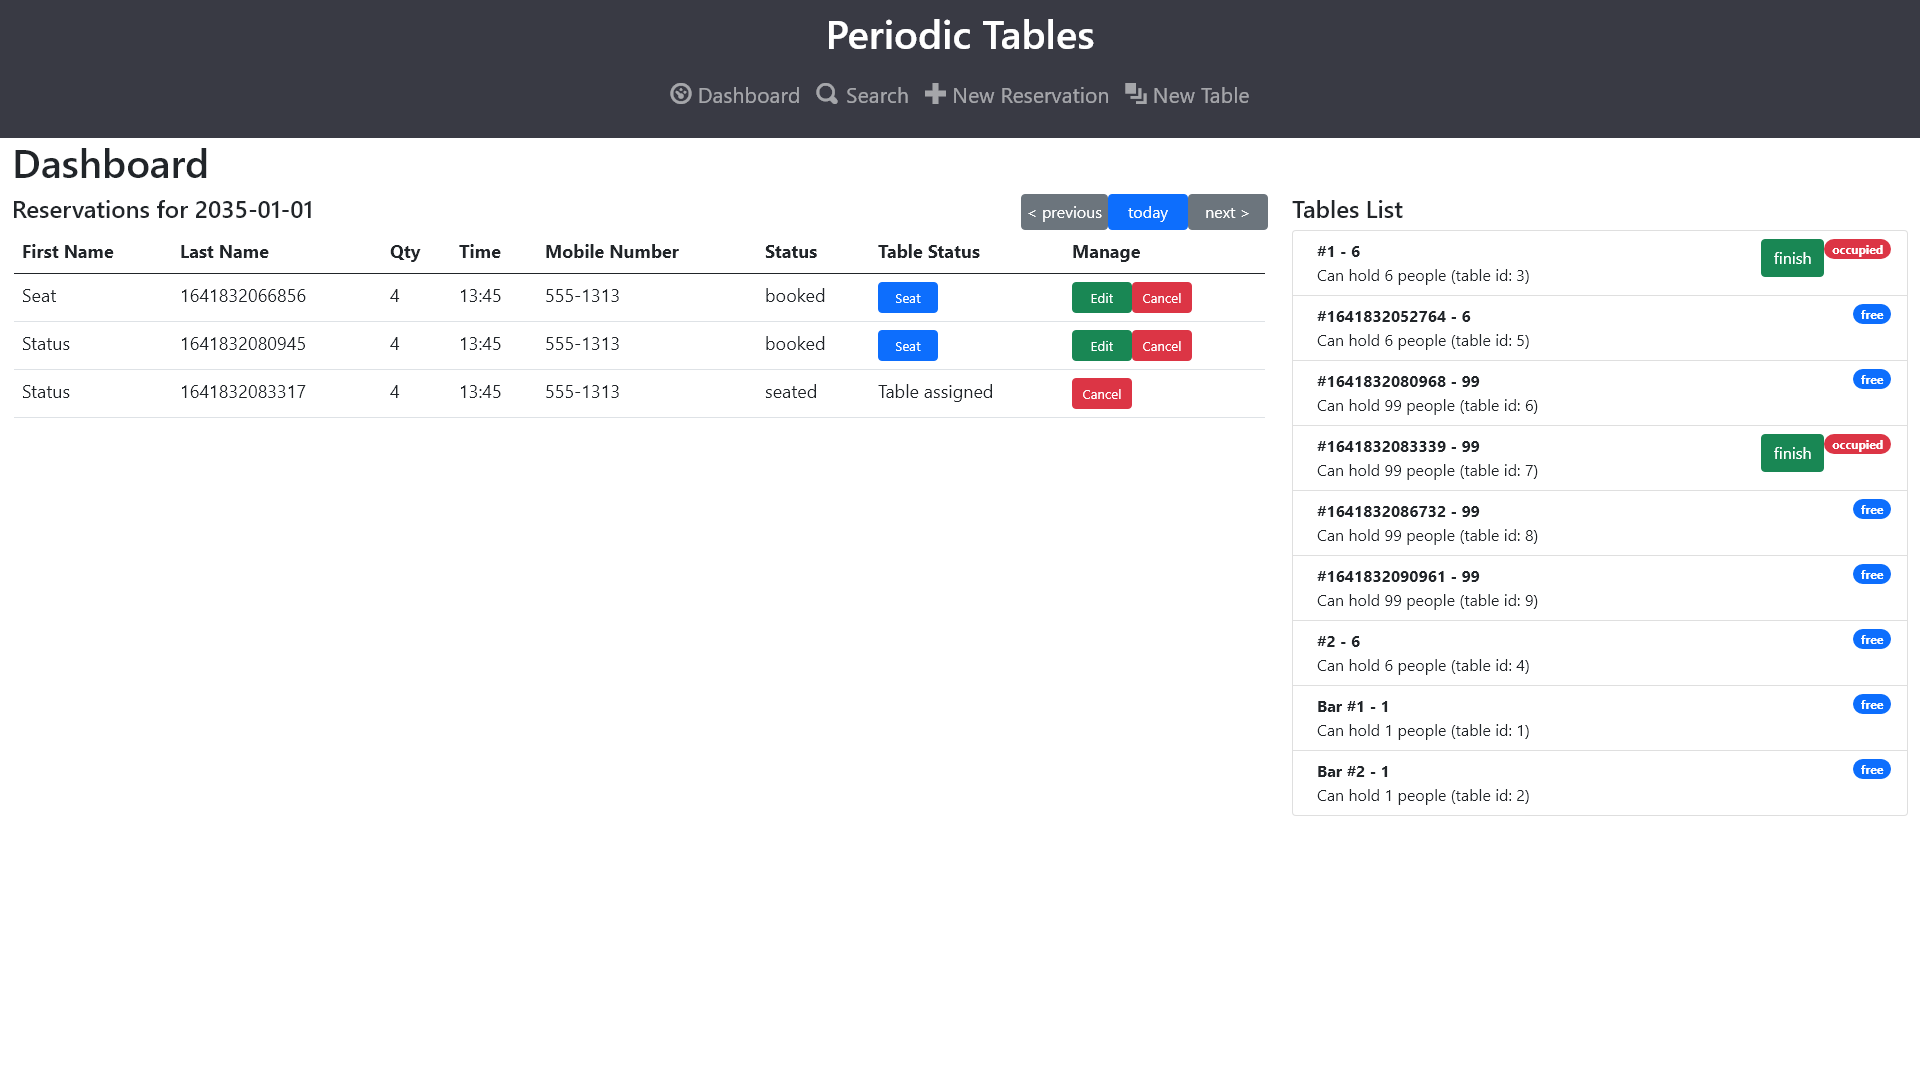 Periodic Tables
Dashboard Search New Reservation New Table
Dashboard
Reservations for 2035-01-01
< previous today next >
First Name Last Name Qty Time Mobile Number Status Table Status Manage
Seat 1641832066856 4 13:45 555-1313 booked Seat Edit Cancel
Status 1641832080945 4 13:45 555-1313 booked Seat Edit Cancel
Status 1641832083317 4 13:45 555-1313 seated Table assigned Cancel
Tables List
#1 - 6 finish occupied
Can hold 6 people (table id: 3)
#1641832052764 - 6 free
Can hold 6 people (table id: 5)
#1641832080968 - 99 free
Can hold 99 people (table id: 6)
#1641832083339 - 99 finish occupied
Can hold 99 people (table id: 7)
#1641832086732 - 99 free
Can hold 99 people (table id: 8)
#1641832090961 - 99 free
Can hold 99 people (table id: 9)
#2 - 6 free
Can hold 6 people (table id: 4)
Bar #1 - 1 free
Can hold 1 people (table id: 1)
Bar #2 - 1 free
Can hold 1 people (table id: 2)